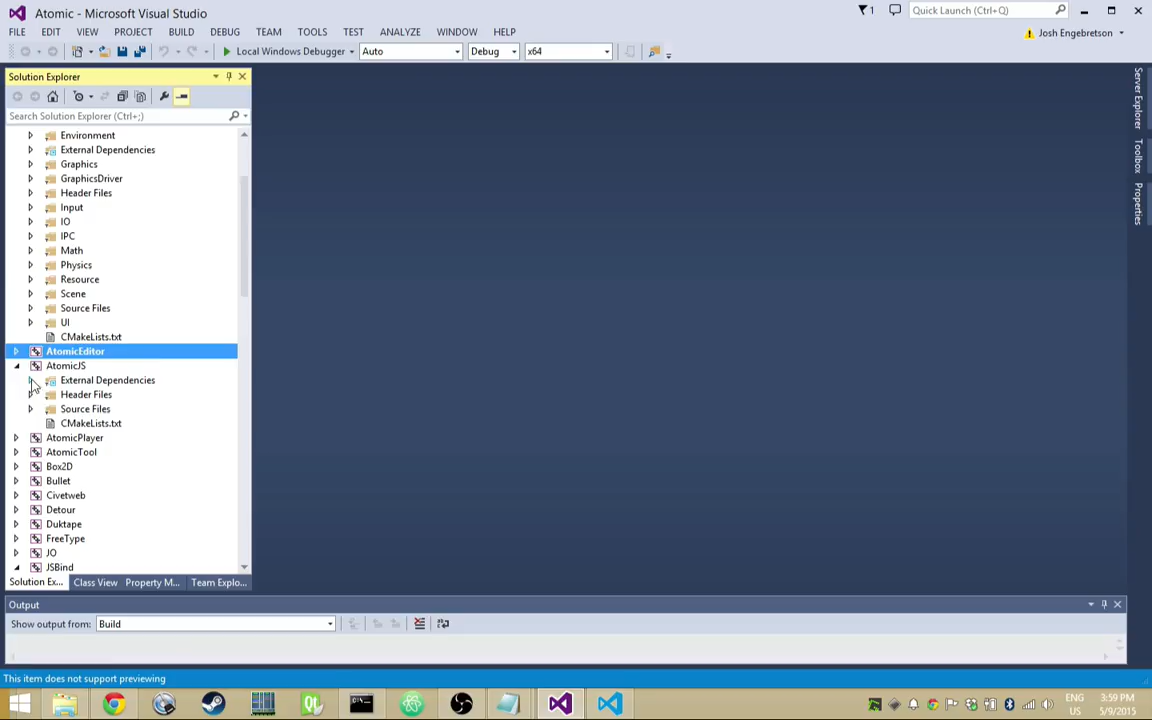 Atomic - Microsoft Visual Studio
1
Quick Launch (Ctrl+Q)
FILE EDIT VIEW PROJECT BUILD DEBUG TEAM TOOLS TEST ANALYZE WINDOW HELP
Josh Engebretson
Local Windows Debugger Auto Debug x64
Solution Explorer
Search Solution Explorer (Ctrl+;)
Environment
External Dependencies
Graphics
GraphicsDriver
Header Files
Input
IO
IPC
Math
Physics
Resource
Scene
Source Files
UI
CMakeLists.txt
AtomicEditor
AtomicJS
External Dependencies
Header Files
Source Files
CMakeLists.txt
AtomicPlayer
AtomicTool
Box2D
Bullet
Civetweb
Detour
Duktape
FreeType
JO
JSBind
Solution Ex... Class View Property M... Team Explo...
Server Explorer
Toolbox
Properties
Output
Show output from: Build
This item does not support previewing
ENG
US
3:59 PM
5/9/2015